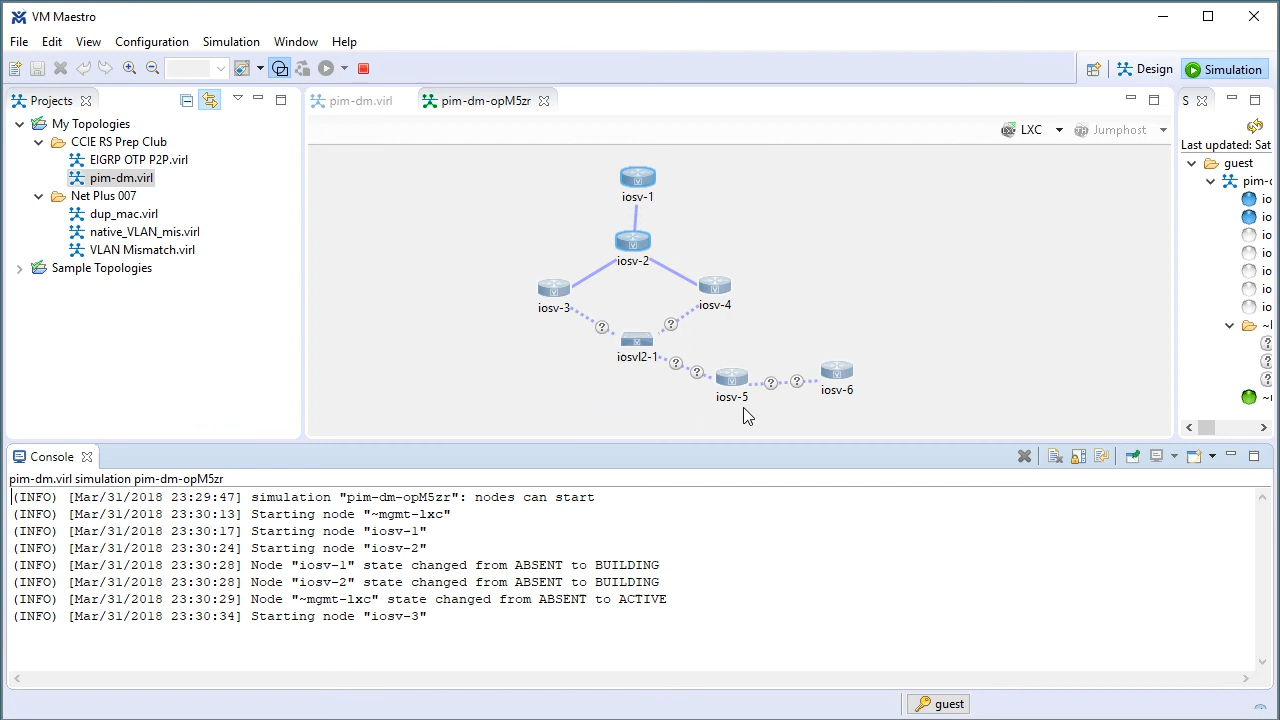 VM Maestro
File Edit View Configuration Simulation Window Help
Design Simulation
Projects
pim-dm.virl pim-dm-opM5zr S
My Topologies
CCIE RS Prep Club
EIGRP OTP P2P.virl
pim-dm.virl
Net Plus 007
dup_mac.virl
native_VLAN_mis.virl
VLAN Mismatch.virl
Sample Topologies
LXC Jumphost
iosv-1
iosv-2
iosv-3
iosv-4
iosvl2-1
iosv-5
iosv-6
Last updated: Sat
guest
pim-
io
io
io
io
io
io
io
~
Console
pim-dm.virl simulation pim-dm-opM5zr
(INFO) [Mar/31/2018 23:29:47] simulation "pim-dm-opM5zr": nodes can start
(INFO) [Mar/31/2018 23:30:13] Starting node "~mgmt-lxc"
(INFO) [Mar/31/2018 23:30:17] Starting node "iosv-1"
(INFO) [Mar/31/2018 23:30:24] Starting node "iosv-2"
(INFO) [Mar/31/2018 23:30:28] Node "iosv-1" state changed from ABSENT to BUILDING
(INFO) [Mar/31/2018 23:30:28] Node "iosv-2" state changed from ABSENT to BUILDING
(INFO) [Mar/31/2018 23:30:29] Node "~mgmt-lxc" state changed from ABSENT to ACTIVE
(INFO) [Mar/31/2018 23:30:34] Starting node "iosv-3"
guest